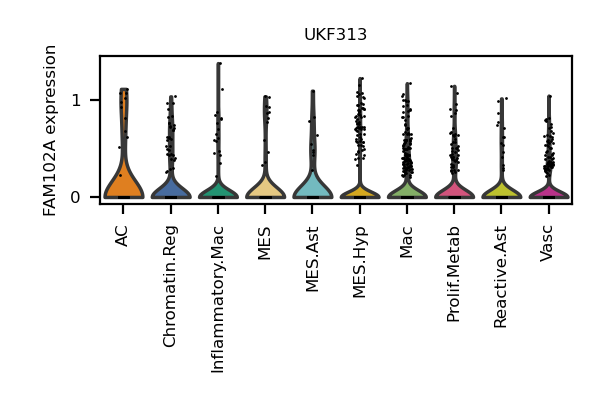 UKF313
FAM102A expression
1
0
AC
Chromatin.Reg
Inflammatory.Mac
MES
MES.Ast
MES.Hyp
Mac
Prolif.Metab
Reactive.Ast
Vasc